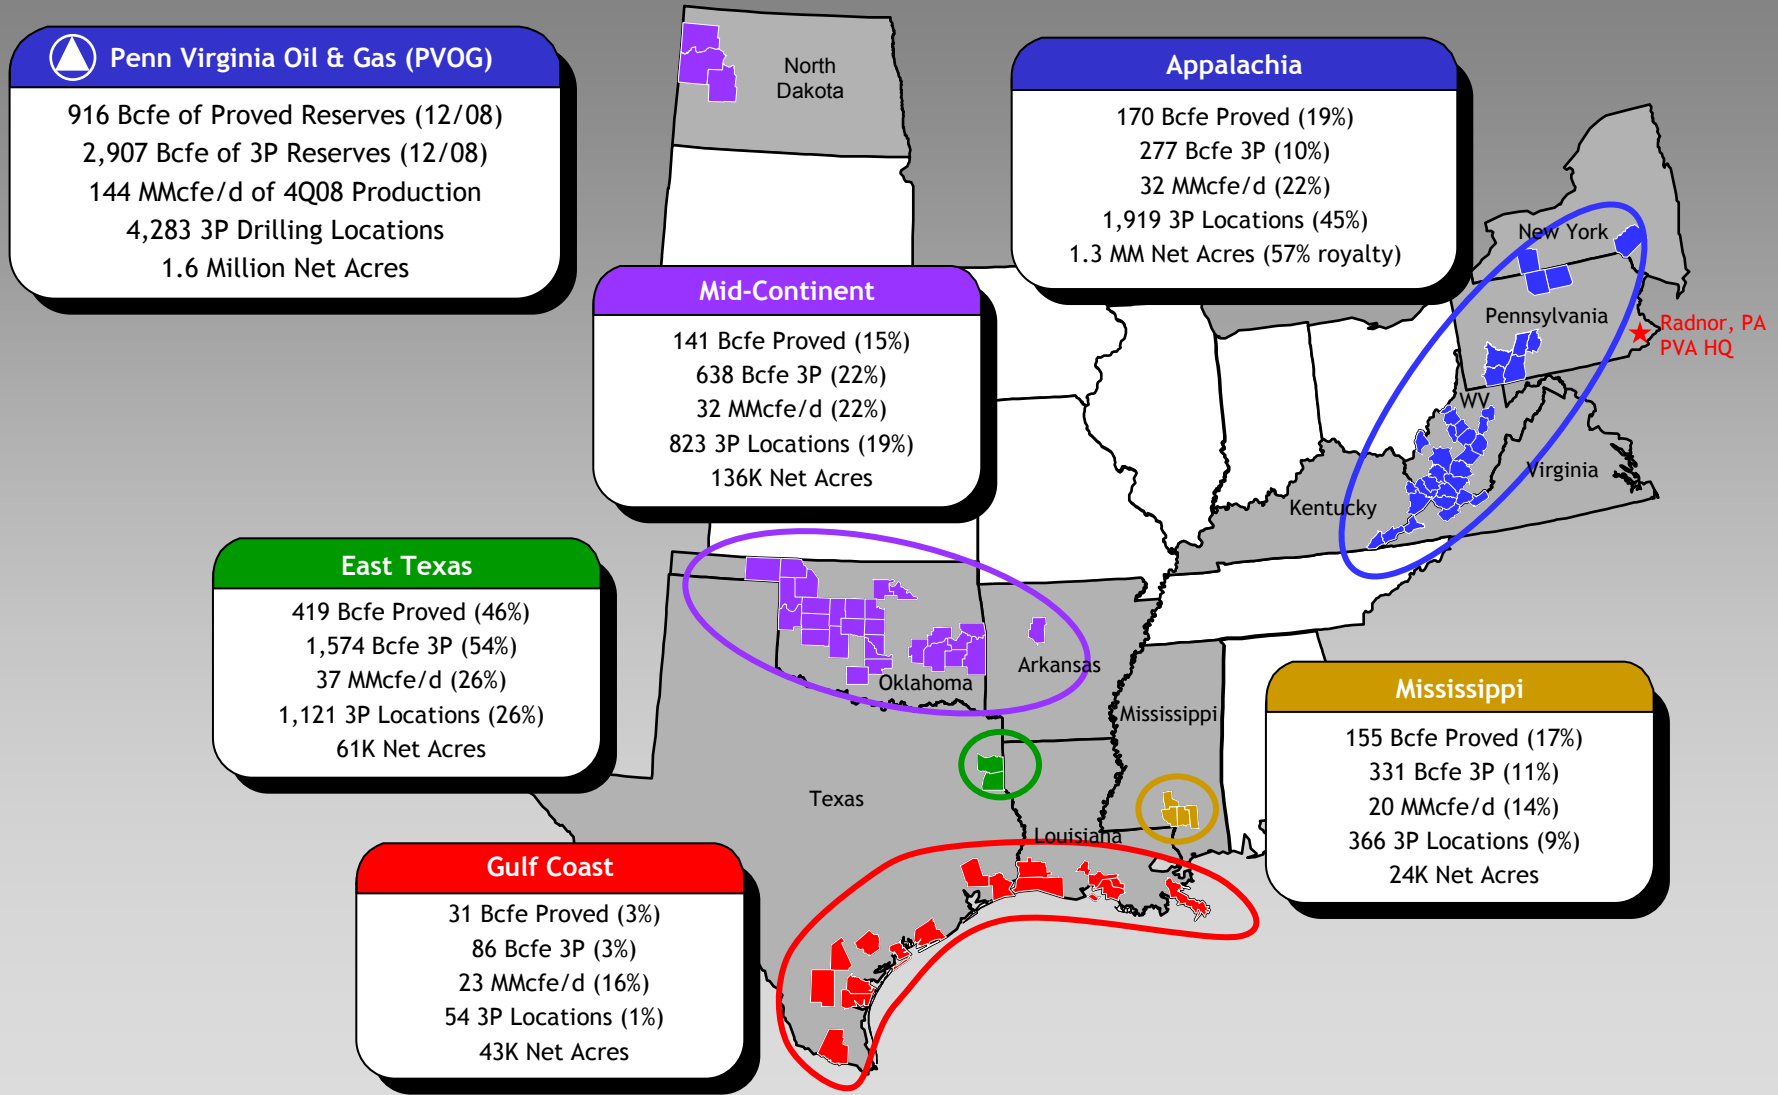 Penn Virginia Oil & Gas (PVOG)
916 Bcfe of Proved Reserves (12/08)
2,907 Bcfe of 3P Reserves (12/08)
144 MMcfe/d of 4Q08 Production
4,283 3P Drilling Locations
1.6 Million Net Acres
North
Dakota
Appalachia
170 Bcfe Proved (19%)
277 Bcfe 3P (10%)
32 MMcfe/d (22%)
1,919 3P Locations (45%)
1.3 MM Net Acres (57% royalty)
New York
Pennsylvania
Radnor, PA
PVA HQ
WV
Virginia
Kentucky
Mid-Continent
141 Bcfe Proved (15%)
638 Bcfe 3P (22%)
32 MMcfe/d (22%)
823 3P Locations (19%)
136K Net Acres
East Texas
419 Bcfe Proved (46%)
1,574 Bcfe 3P (54%)
37 MMcfe/d (26%)
1,121 3P Locations (26%)
61K Net Acres
Oklahoma
Arkansas
Mississippi
Texas
Louisiana
Mississippi
155 Bcfe Proved (17%)
331 Bcfe 3P (11%)
20 MMcfe/d (14%)
366 3P Locations (9%)
24K Net Acres
Gulf Coast
31 Bcfe Proved (3%)
86 Bcfe 3P (3%)
23 MMcfe/d (16%)
54 3P Locations (1%)
43K Net Acres